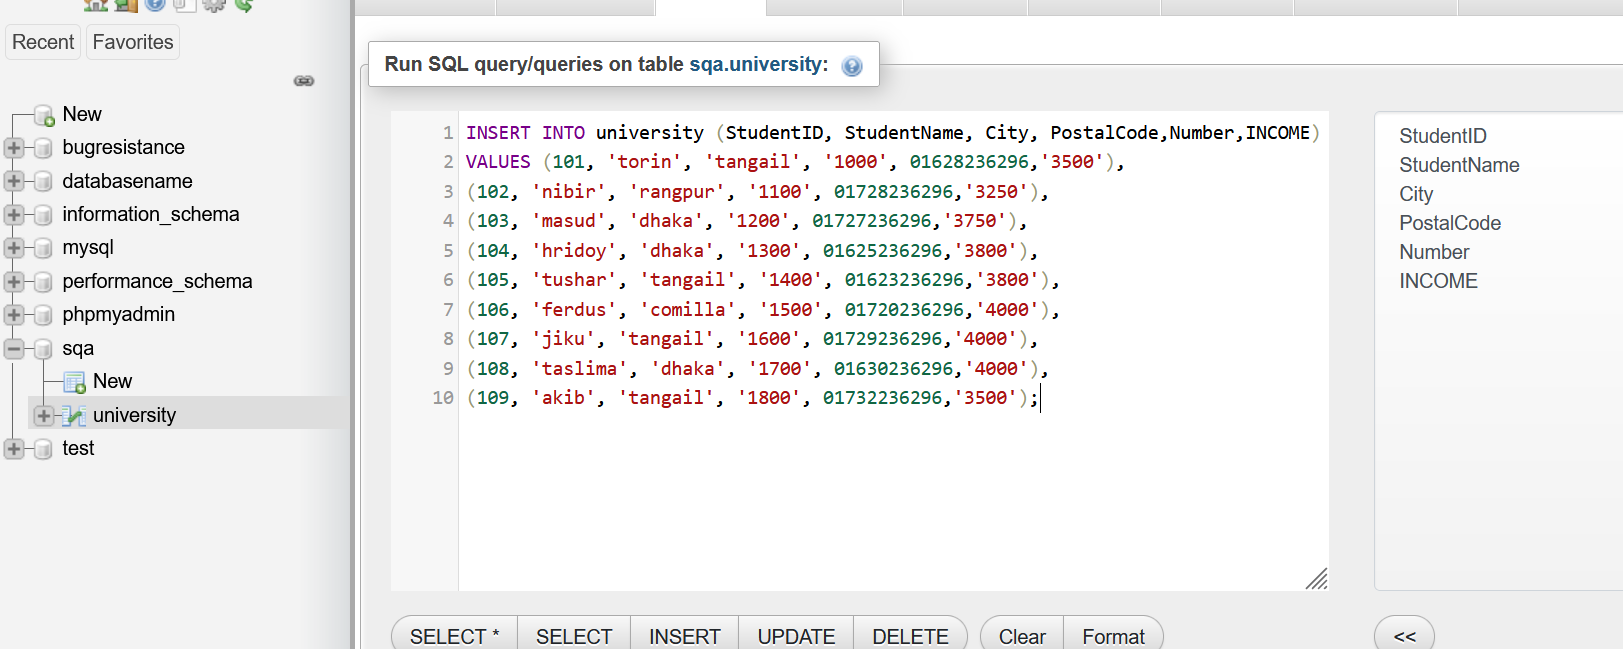 Recent Favorites
New
bugresistance
databasename
information_schema
mysql
performance_schema
phpmyadmin
sqa
New
university
test
Run SQL query/queries on table sqa.university:
1 INSERT INTO university (StudentID, StudentName, City, PostalCode,Number,INCOME)
2 VALUES (101, 'torin', 'tangail', '1000', 01628236296,'3500'),
3 (102, 'nibir', 'rangpur', '1100', 01728236296,'3250'),
4 (103, 'masud', 'dhaka', '1200', 01727236296,'3750'),
5 (104, 'hridoy', 'dhaka', '1300', 01625236296,'3800'),
6 (105, 'tushar', 'tangail', '1400', 01623236296,'3800'),
7 (106, 'ferdus', 'comilla', '1500', 01720236296,'4000'),
8 (107, 'jiku', 'tangail', '1600', 01729236296,'4000'),
9 (108, 'taslima', 'dhaka', '1700', 01630236296,'4000'),
10 (109, 'akib', 'tangail', '1800', 01732236296,'3500');
StudentID
StudentName
City
PostalCode
Number
INCOME
SELECT * SELECT INSERT UPDATE DELETE Clear Format <<